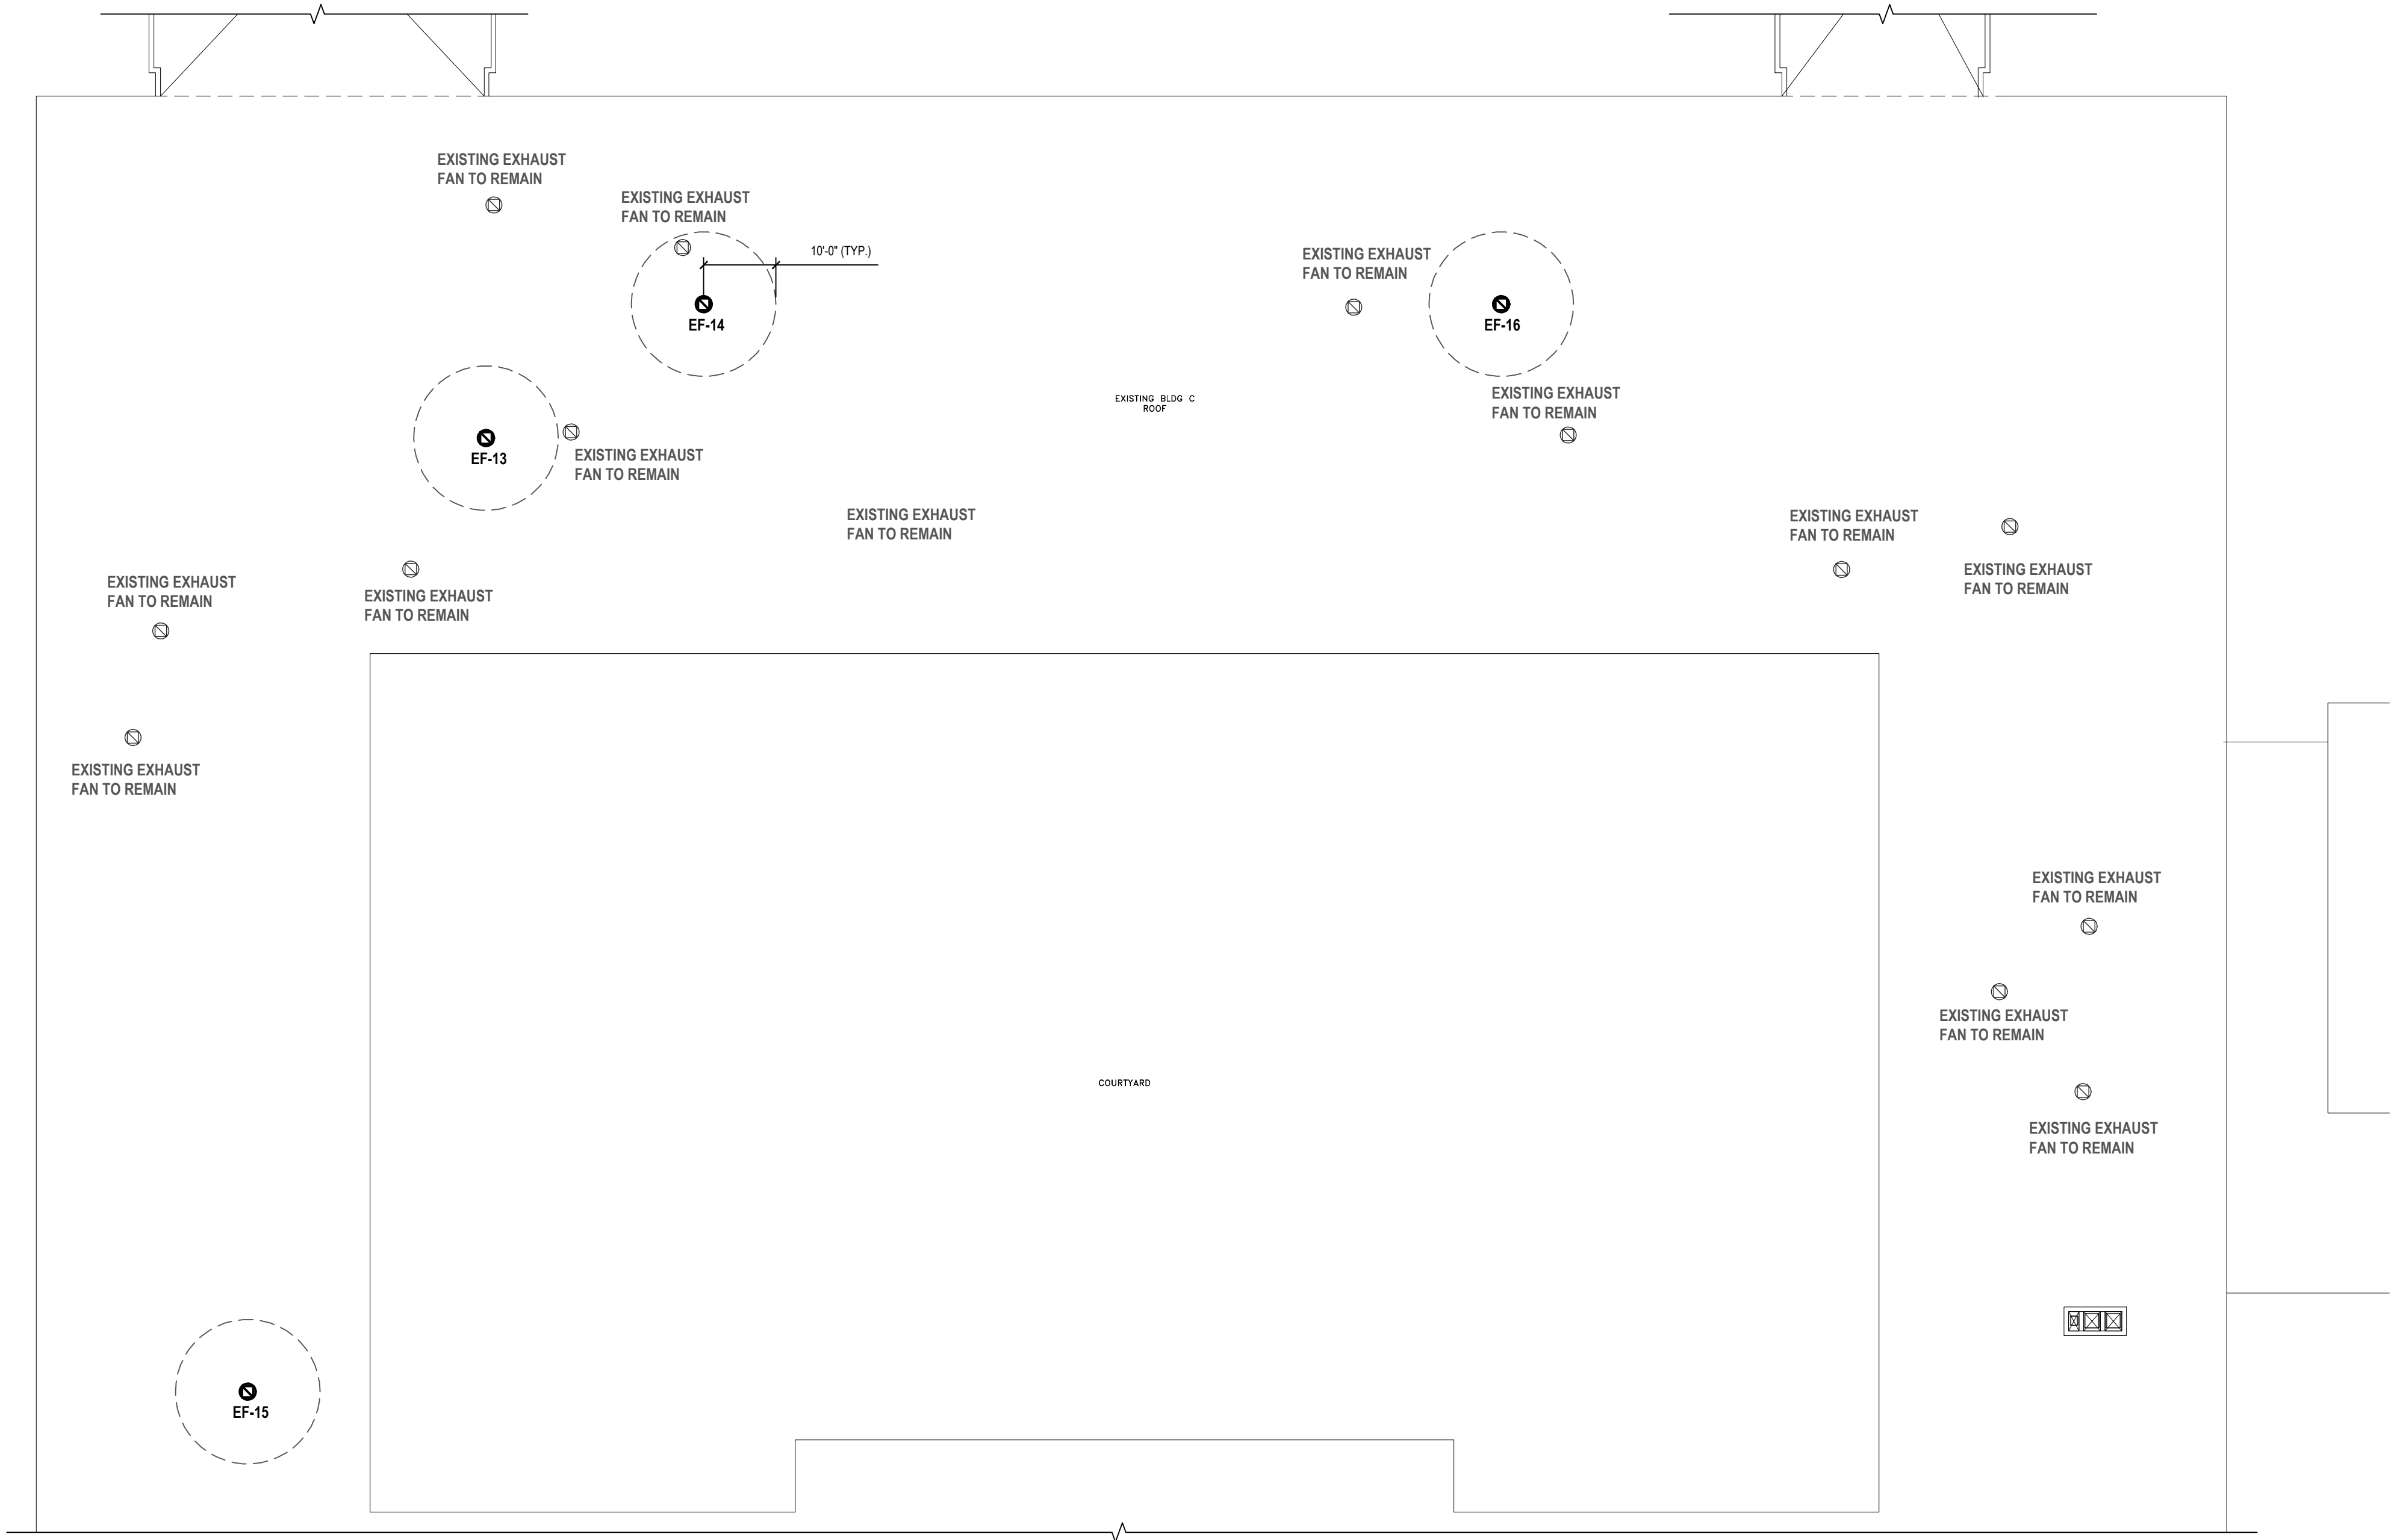 EXISTING EXHAUST
FAN TO REMAIN
EXISTING EXHAUST
FAN TO REMAIN
10'-0" (TYP.)
EXISTING EXHAUST
FAN TO REMAIN
EF-14
EF-16
EXISTING BLDG C
ROOF
EXISTING EXHAUST
FAN TO REMAIN
EF-13
EXISTING EXHAUST
FAN TO REMAIN
EXISTING EXHAUST
FAN TO REMAIN
EXISTING EXHAUST
FAN TO REMAIN
EXISTING EXHAUST
FAN TO REMAIN
EXISTING EXHAUST
FAN TO REMAIN
EXISTING EXHAUST
FAN TO REMAIN
EXISTING EXHAUST
FAN TO REMAIN
EXISTING EXHAUST
FAN TO REMAIN
EXISTING EXHAUST
FAN TO REMAIN
COURTYARD
EXISTING EXHAUST
FAN TO REMAIN
EF-15